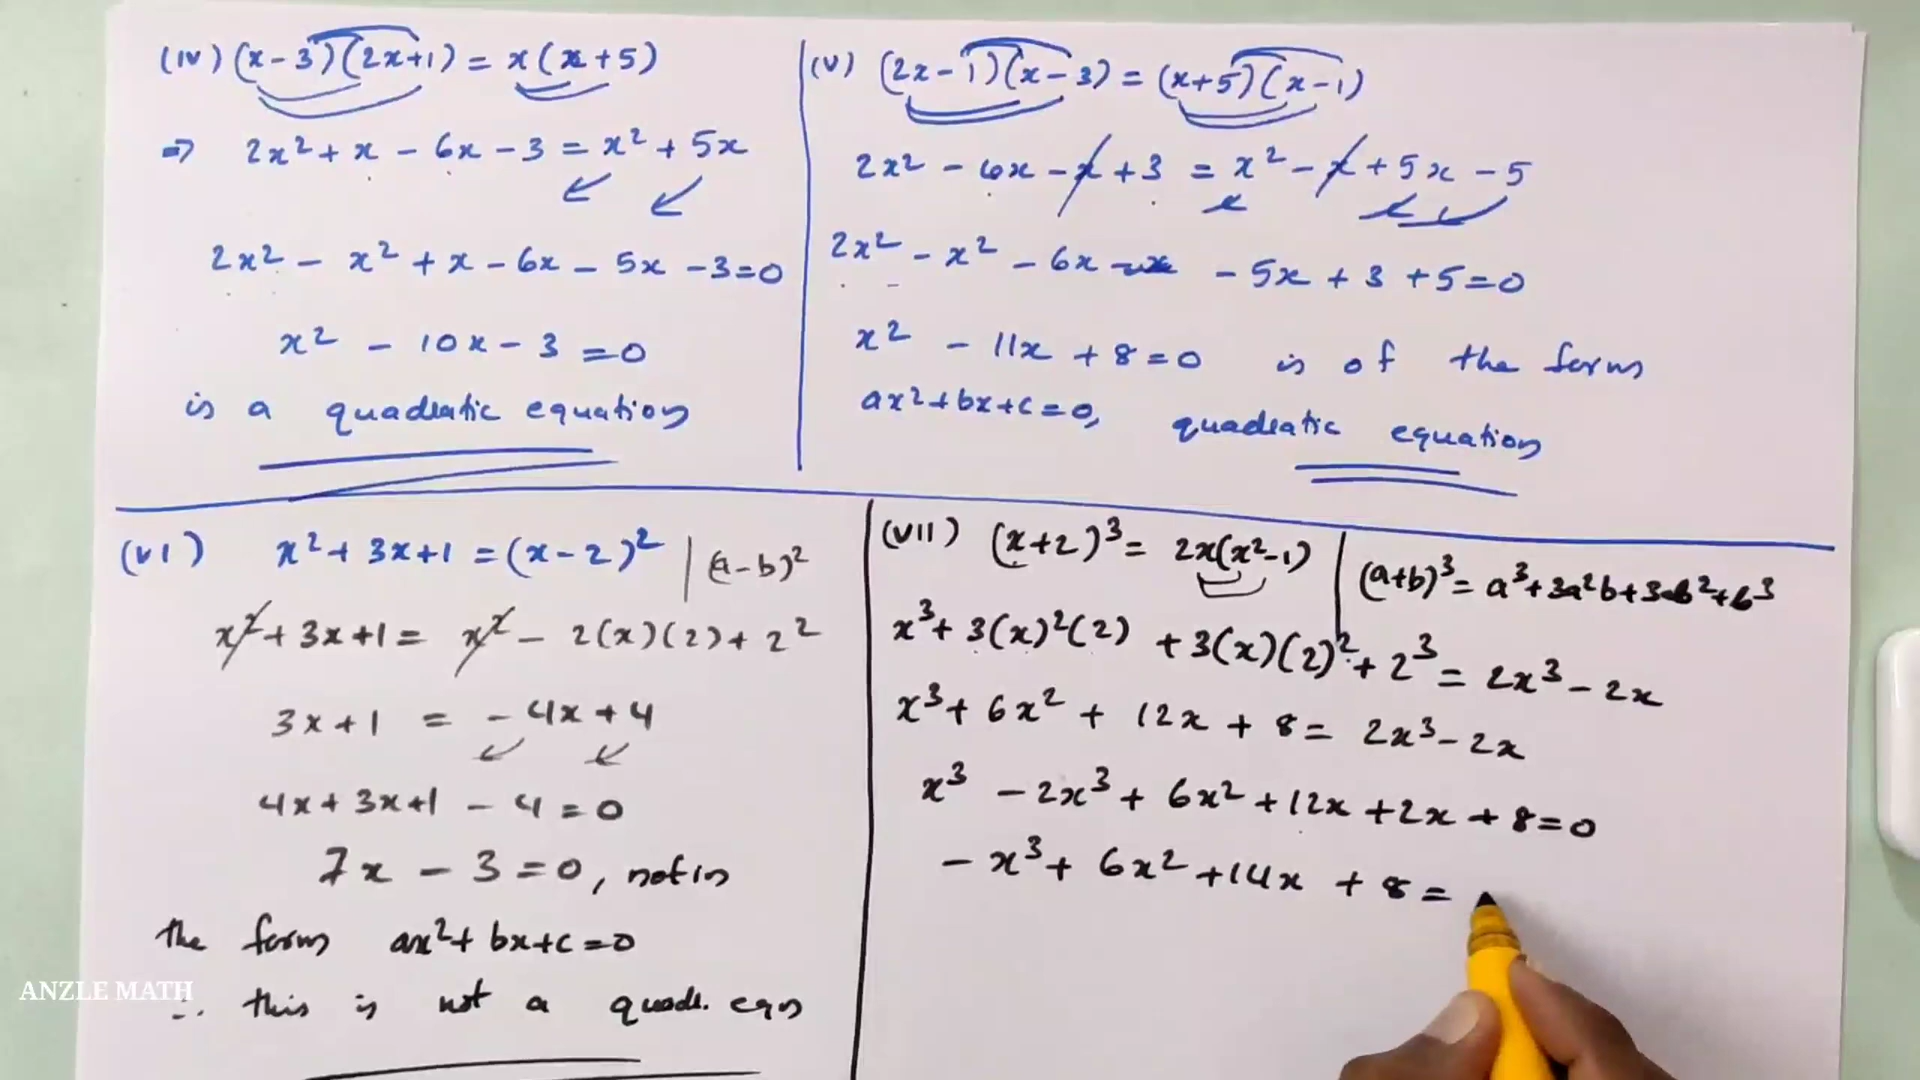 (iv) (x-3)(2x+1) = x(x+5)
⇒ 2x² + x - 6x - 3 = x² + 5x
2x² - x² + x - 6x - 5x - 3 = 0
x² - 10x - 3 = 0
is a quadratic equation
(v) (2x-1)(x-3) = (x+5)(x-1)
2x² - 6x - x + 3 = x² - x + 5x - 5
2x² - x² - 6x - 5x + 3 + 5 = 0
x² - 11x + 8 = 0 is of the form
ax²+bx+c=0, quadratic equation
(vi) x² + 3x + 1 = (x-2)² | (a-b)²
x² + 3x + 1 = x² - 2(x)(2) + 2²
3x + 1 = - 4x + 4
4x + 3x + 1 - 4 = 0
7x - 3 = 0, not in
the form ax² + bx + c = 0
∴ this is not a quad. eqn
(vii) (x+2)³ = 2x(x²-1) | (a+b)³ = a³+3a²b+3ab²+b³
x³ + 3(x)²(2) + 3(x)(2)² + 2³ = 2x³ - 2x
x³ + 6x² + 12x + 8 = 2x³ - 2x
x³ - 2x³ + 6x² + 12x + 2x + 8 = 0
- x³ + 6x² + 14x + 8 =
ANZLE MATH